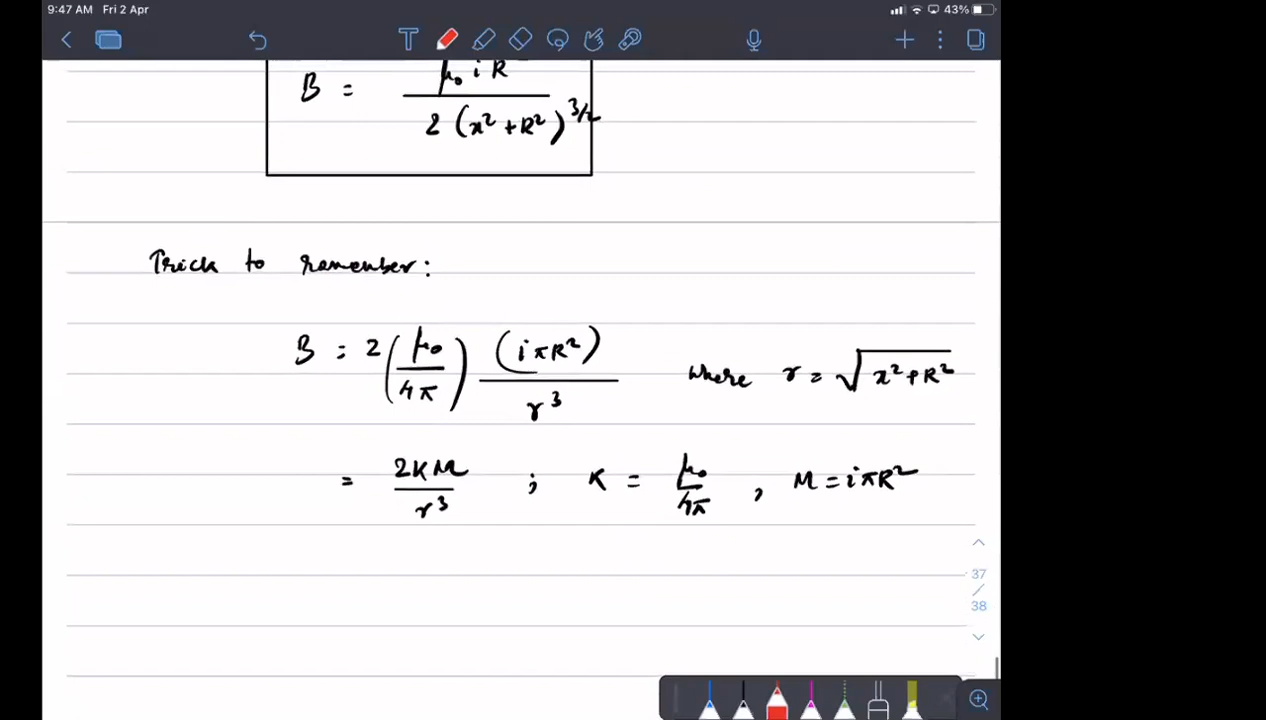 9:47 AM Fri 2 Apr 43%
T
B = μ₀ i R / 2 (x² + R²)^3/2
Trick to remember:
B = 2 (μ₀/4π) (iπR²)/r³ where r = √x²+R²
= 2KM/r³ ; K = μ₀/4π , M = iπR²
37
/
38